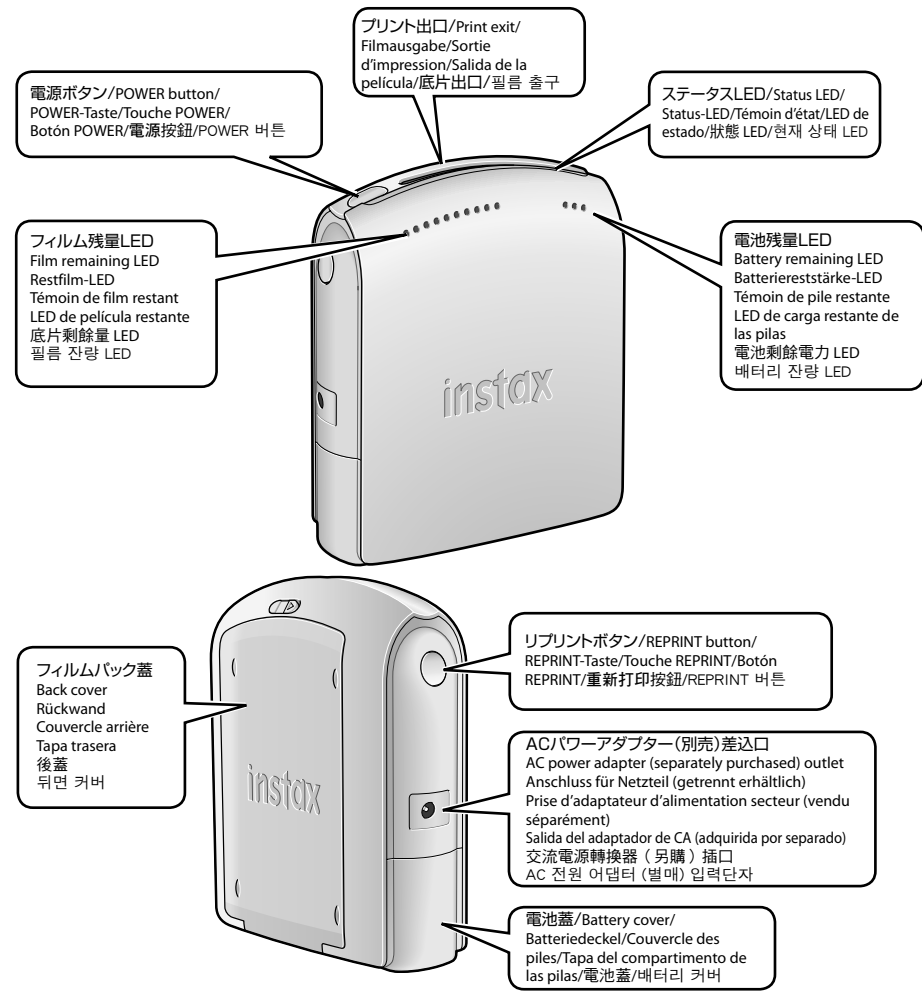 プリント出口/Print exit/
Filmausgabe/Sortie
d’impression/Salida de la
película/底片出口/필름 출구
電源ボタン/POWER button/
POWER-Taste/Touche POWER/
Botón POWER/電源按鈕/POWER 버튼
ステータスLED/Status LED/
Status-LED/Témoin d’état/LED de
estado/狀態 LED/현재 상태 LED
フィルム残量LED
Film remaining LED
Restfilm-LED
Témoin de film restant
LED de película restante
底片剩餘量 LED
필름 잔량 LED
電池残量LED
Battery remaining LED
Batteriereststärke-LED
Témoin de pile restante
LED de carga restante de
las pilas
電池剩餘電力 LED
배터리 잔량 LED
instax
フィルムパック蓋
Back cover
Rückwand
Couvercle arrière
Tapa trasera
後蓋
뒤면 커버
instax
リプリントボタン/REPRINT button/
REPRINT-Taste/Touche REPRINT/Botón
REPRINT/重新打印按鈕/REPRINT 버튼
ACパワーアダプター（別売）差込口
AC power adapter (separately purchased) outlet
Anschluss für Netzteil (getrennt erhältlich)
Prise d’adaptateur d’alimentation secteur (vendu
séparément)
Salida del adaptador de CA (adquirida por separado)
交流電源轉換器（另購）插口
AC 전원 어댑터 (별매) 입력단자
電池蓋/Battery cover/
Batteriedeckel/Couvercle des
piles/Tapa del compartimento de
las pilas/電池蓋/배터리 커버